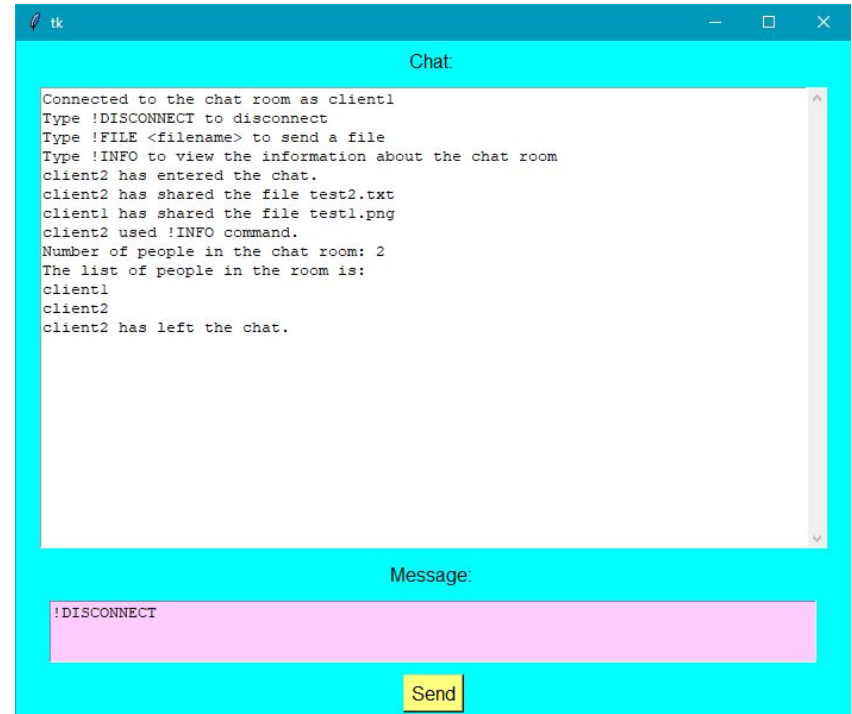 tk
Chat:
Connected to the chat room as client1
Type !DISCONNECT to disconnect
Type !FILE <filename> to send a file
Type !INFO to view the information about the chat room
client2 has entered the chat.
client2 has shared the file test2.txt
client1 has shared the file test1.png
client2 used !INFO command.
Number of people in the chat room: 2
The list of people in the room is:
client1
client2
client2 has left the chat.
Message:
!DISCONNECT
Send